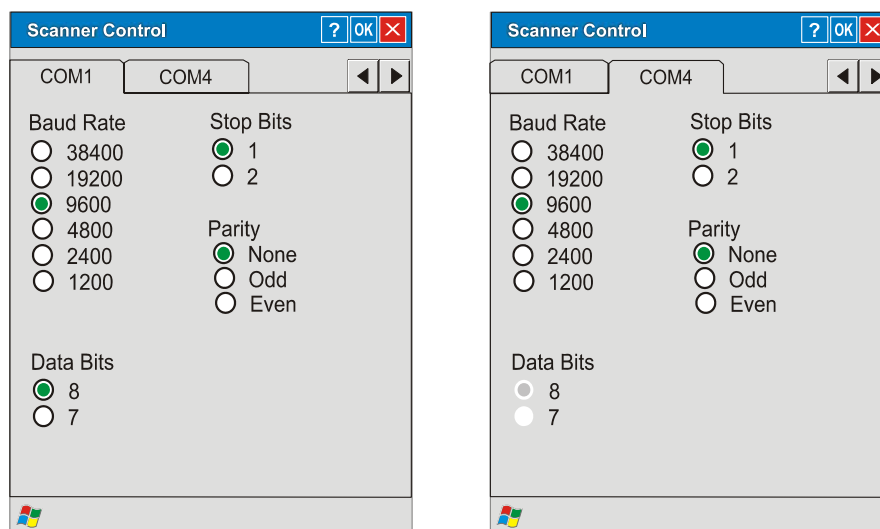 Scanner Control ? OK
COM1 COM4
Baud Rate
38400
19200
9600
4800
2400
1200
Stop Bits
1
2
Parity
None
Odd
Even
Data Bits
8
7
Scanner Control ? OK
COM1 COM4
Baud Rate
38400
19200
9600
4800
2400
1200
Stop Bits
1
2
Parity
None
Odd
Even
Data Bits
8
7